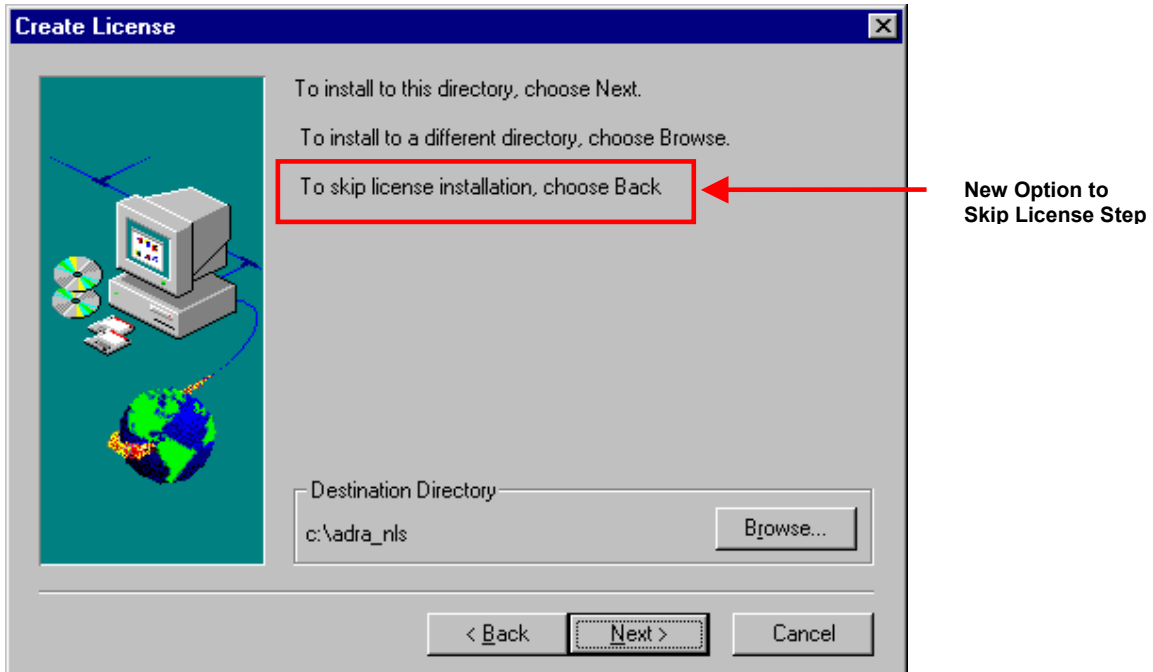 Create License
To install to this directory, choose Next.
To install to a different directory, choose Browse.
To skip license installation, choose Back
New Option to
Skip License Step
Destination Directory
c:\adra_nls
Browse...
< Back
Next >
Cancel